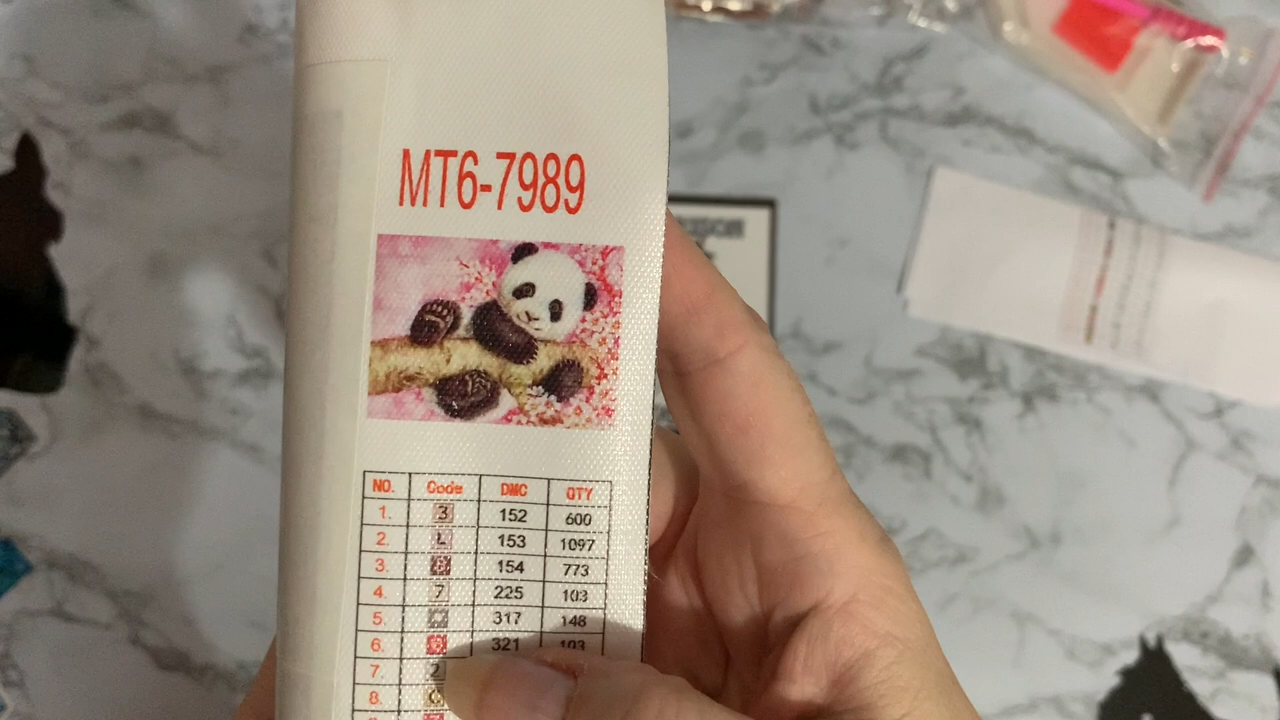 MT6-7989
NO. Code DMC QTY
1. 3 152 600
2. L 153 1097
3. 154 773
4. 7 225 103
5. 317 148
6. 321 103
7. 2
8.